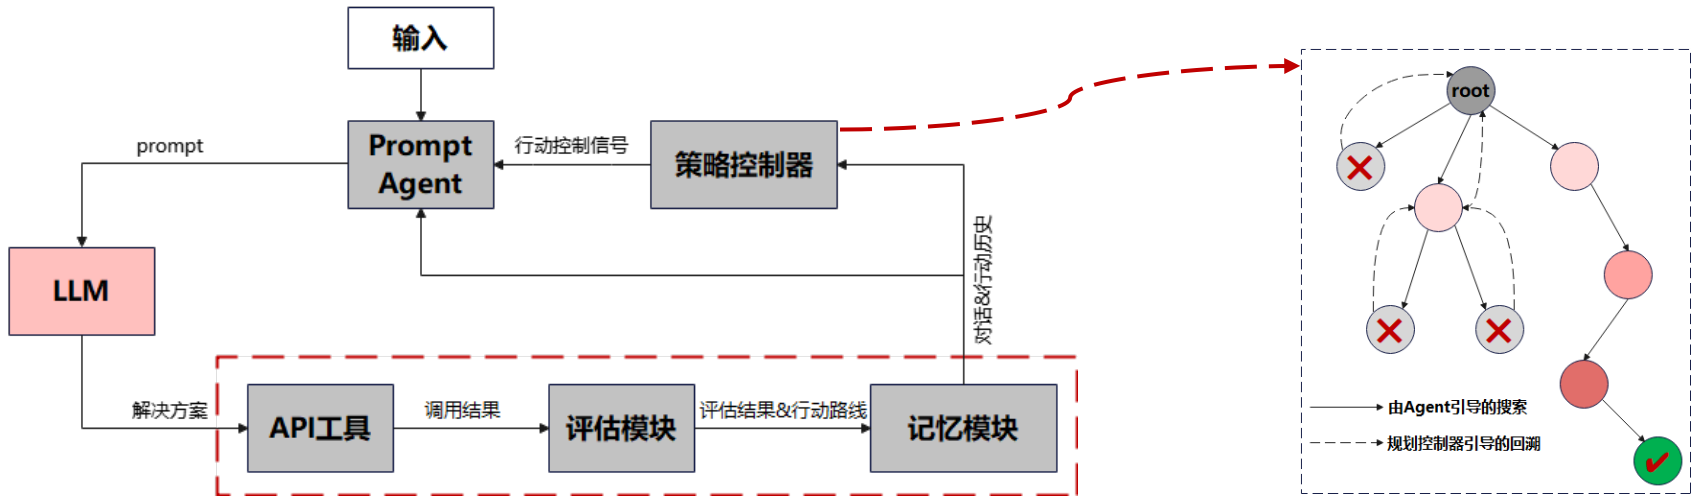 输入
prompt
Prompt
Agent
行动控制信号
策略控制器
LLM
对话&行动历史
解决方案
API工具
调用结果
评估模块
评估结果&行动路线
记忆模块
root
由Agent引导的搜索
规划控制器引导的回溯